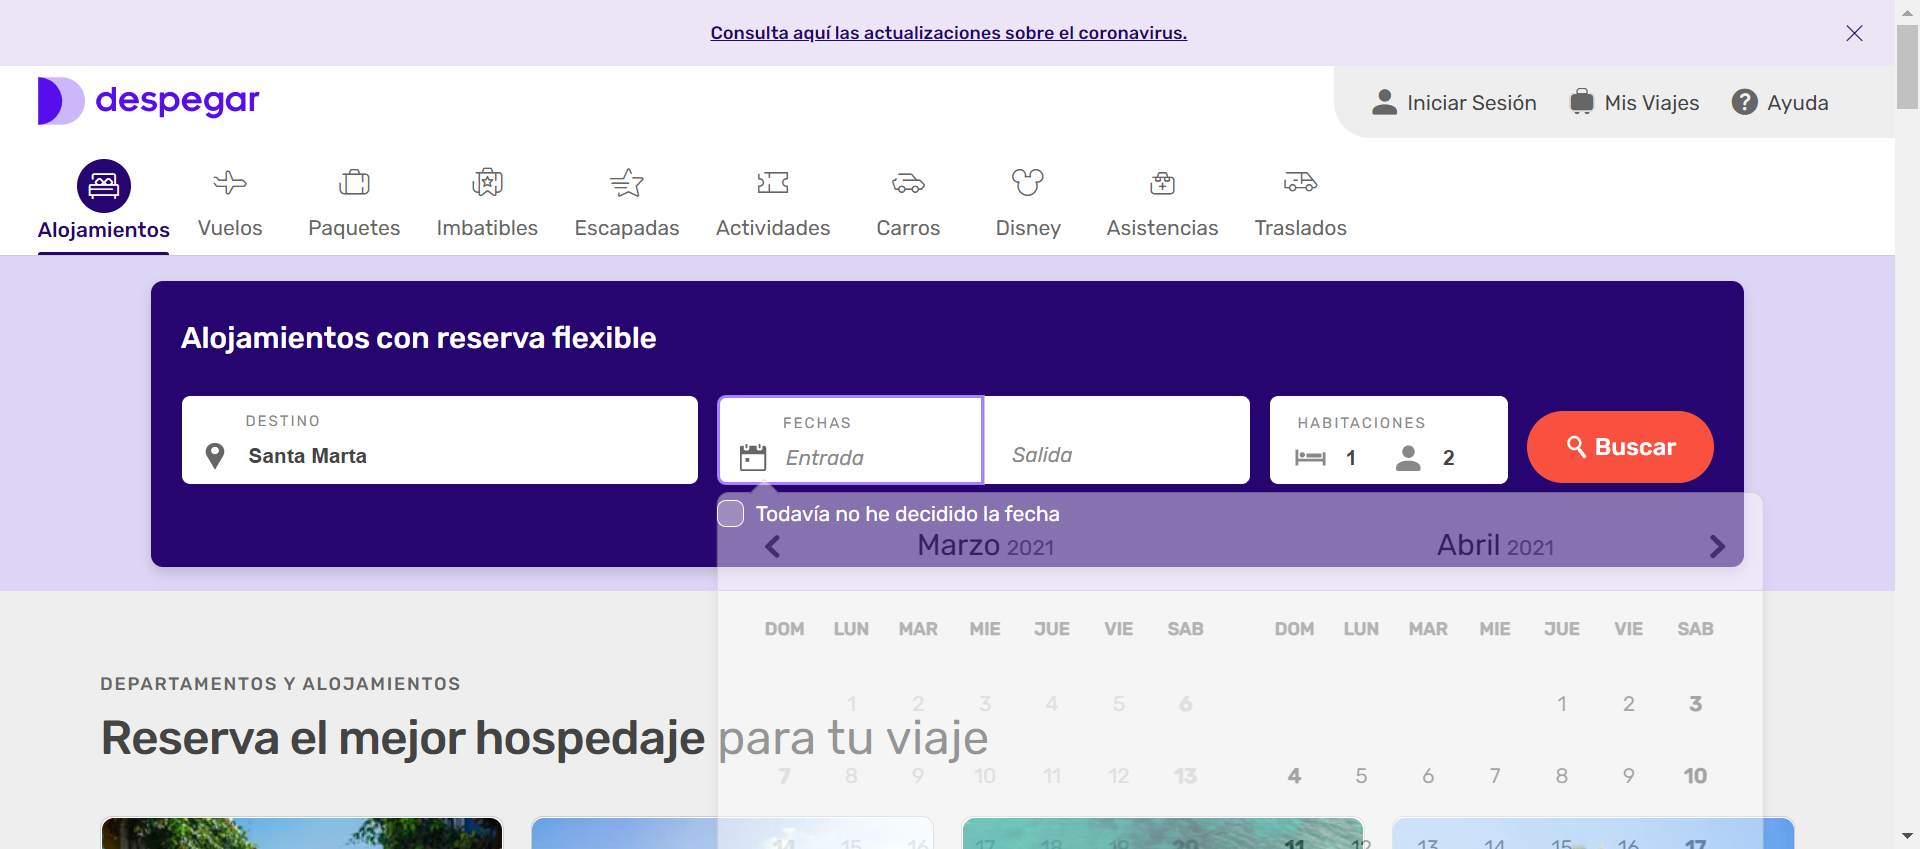 Consulta aquí las actualizaciones sobre el coronavirus.
despegar
Iniciar Sesión
Mis Viajes
Ayuda
Alojamientos
Vuelos
Paquetes
Imbatibles
Escapadas
Actividades
Carros
Disney
Asistencias
Traslados
Alojamientos con reserva flexible
DESTINO
Santa Marta
FECHAS
Entrada
Salida
HABITACIONES
1
2
Buscar
Todavía no he decidido la fecha
Marzo 2021
Abril 2021
DOM LUN MAR MIE JUE VIE SAB
DOM LUN MAR MIE JUE VIE SAB
1 2 3 4 5 6
1 2 3
7 8 9 10 11 12 13
4 5 6 7 8 9 10
14 15 16 17 18 19 20
11 12 13 14 15 16 17
DEPARTAMENTOS Y ALOJAMIENTOS
Reserva el mejor hospedaje para tu viaje